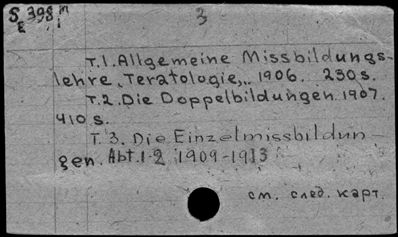 S 398 m 3
E 1
т.1. Allgemeine Missbildungs-
lehre „Teratologie„. 1906. 230 s.
т.2. Die Doppelbildungen. 1907.
410 s.
т. 3. Die Einzelmissbildun-
gen. Abt. 1-2 1909-1913
см. след. карт.